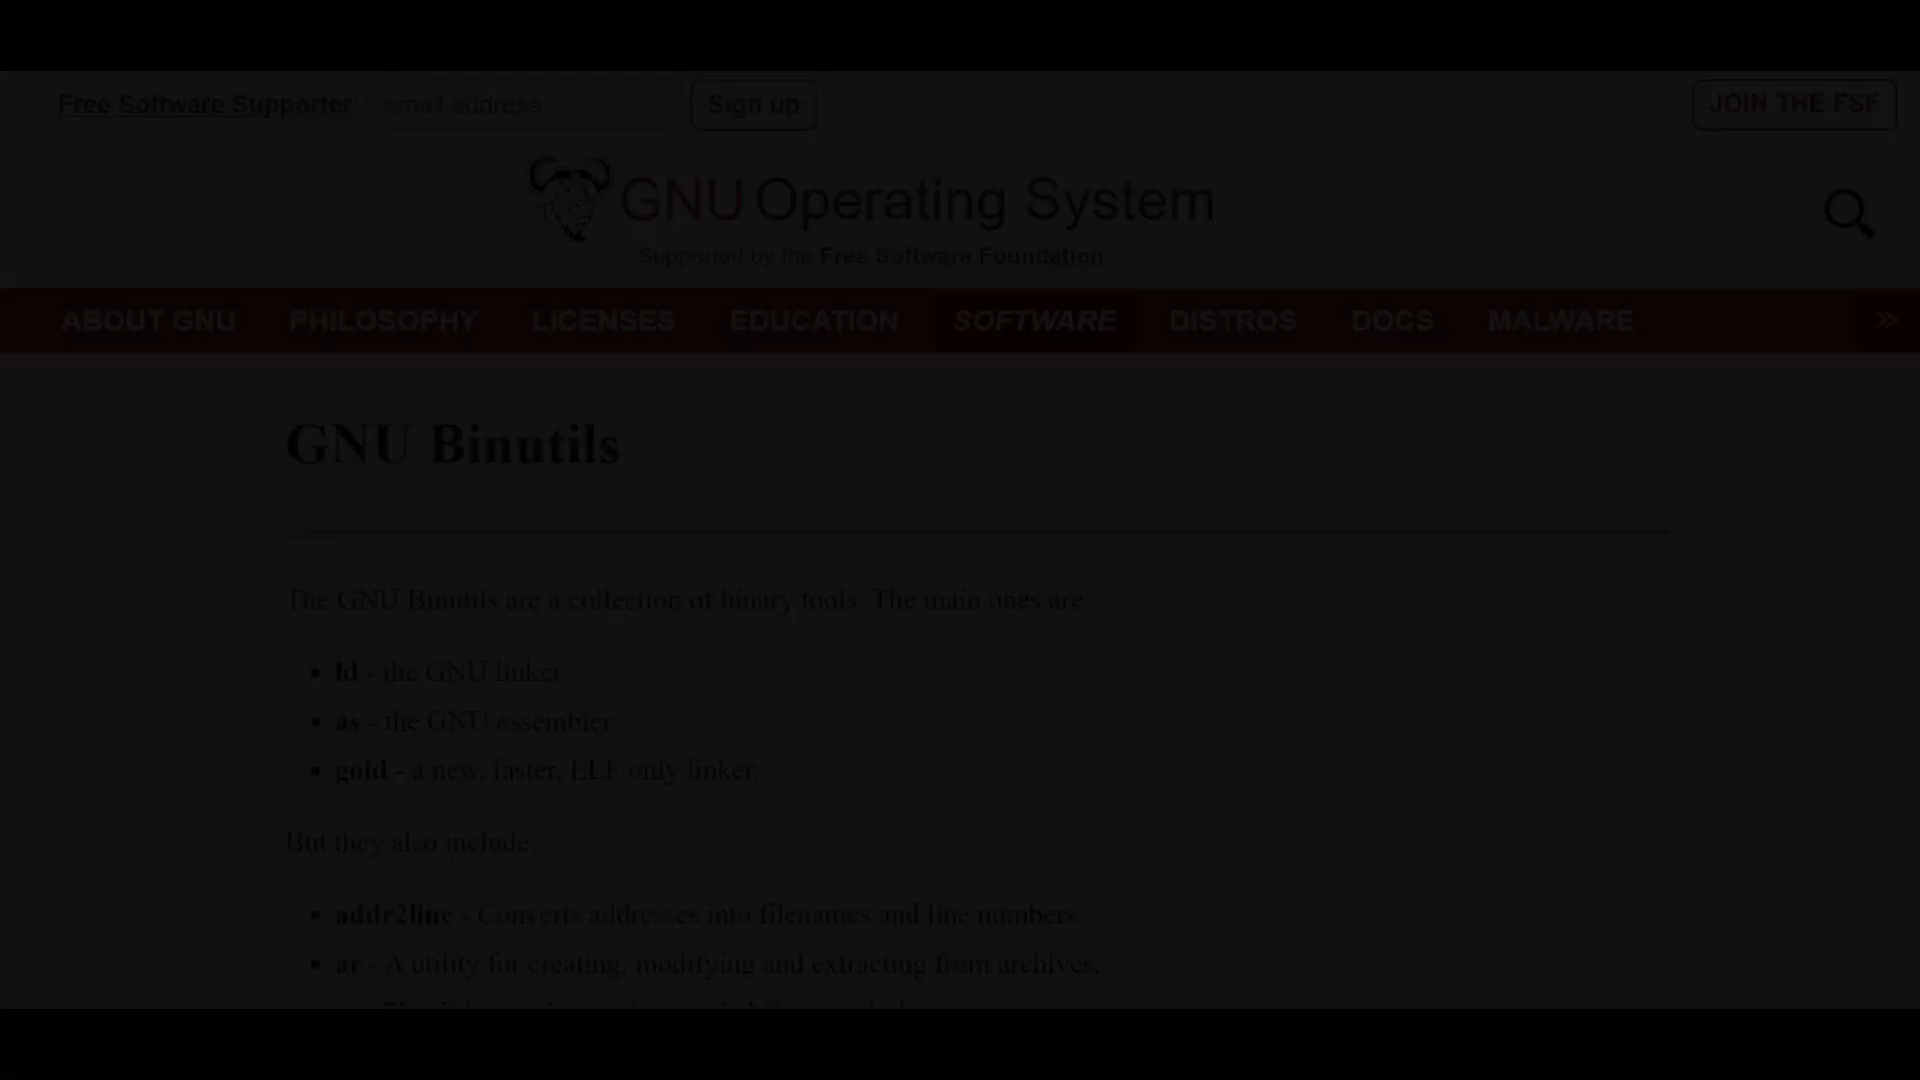 Free Software Supporter email address Sign up JOIN THE FSF
GNU Operating System
Supported by the Free Software Foundation
ABOUT GNU PHILOSOPHY LICENSES EDUCATION SOFTWARE DISTROS DOCS MALWARE »
GNU Binutils
The GNU Binutils are a collection of binary tools. The main ones are:
▪ ld - the GNU linker.
▪ as - the GNU assembler.
▪ gold - a new, faster, ELF only linker.
But they also include:
▪ addr2line - Converts addresses into filenames and line numbers.
▪ ar - A utility for creating, modifying and extracting from archives.